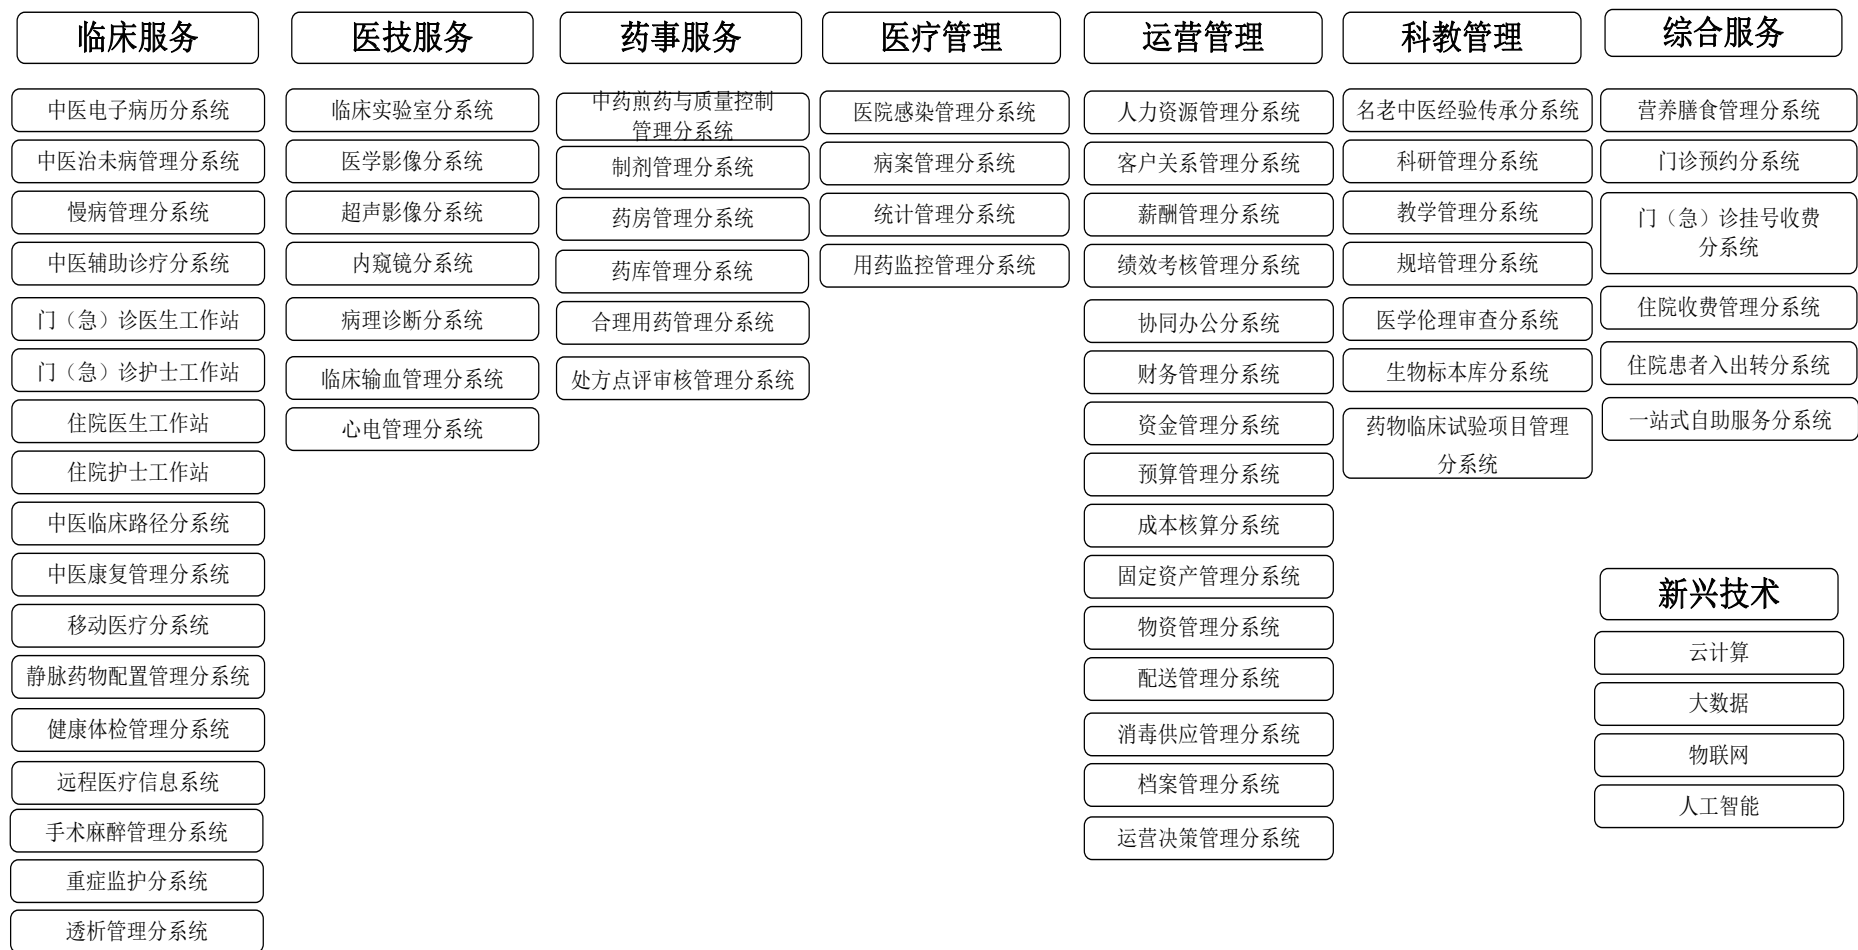 临床服务
中医电子病历分系统
中医治未病管理分系统
慢病管理分系统
中医辅助诊疗分系统
门（急）诊医生工作站
门（急）诊护士工作站
住院医生工作站
住院护士工作站
中医临床路径分系统
中医康复管理分系统
移动医疗分系统
静脉药物配置管理分系统
健康体检管理分系统
远程医疗信息系统
手术麻醉管理分系统
重症监护分系统
透析管理分系统
医技服务
临床实验室分系统
医学影像分系统
超声影像分系统
内窥镜分系统
病理诊断分系统
临床输血管理分系统
心电管理分系统
药事服务
中药煎药与质量控制
管理分系统
制剂管理分系统
药房管理分系统
药库管理分系统
合理用药管理分系统
处方点评审核管理分系统
医疗管理
医院感染管理分系统
病案管理分系统
统计管理分系统
用药监控管理分系统
运营管理
人力资源管理分系统
客户关系管理分系统
薪酬管理分系统
绩效考核管理分系统
协同办公分系统
财务管理分系统
资金管理分系统
预算管理分系统
成本核算分系统
固定资产管理分系统
物资管理分系统
配送管理分系统
消毒供应管理分系统
档案管理分系统
运营决策管理分系统
科教管理
名老中医经验传承分系统
科研管理分系统
教学管理分系统
规培管理分系统
医学伦理审查分系统
生物标本库分系统
药物临床试验项目管理
分系统
综合服务
营养膳食管理分系统
门诊预约分系统
门（急）诊挂号收费
分系统
住院收费管理分系统
住院患者入出转分系统
一站式自助服务分系统
新兴技术
云计算
大数据
物联网
人工智能